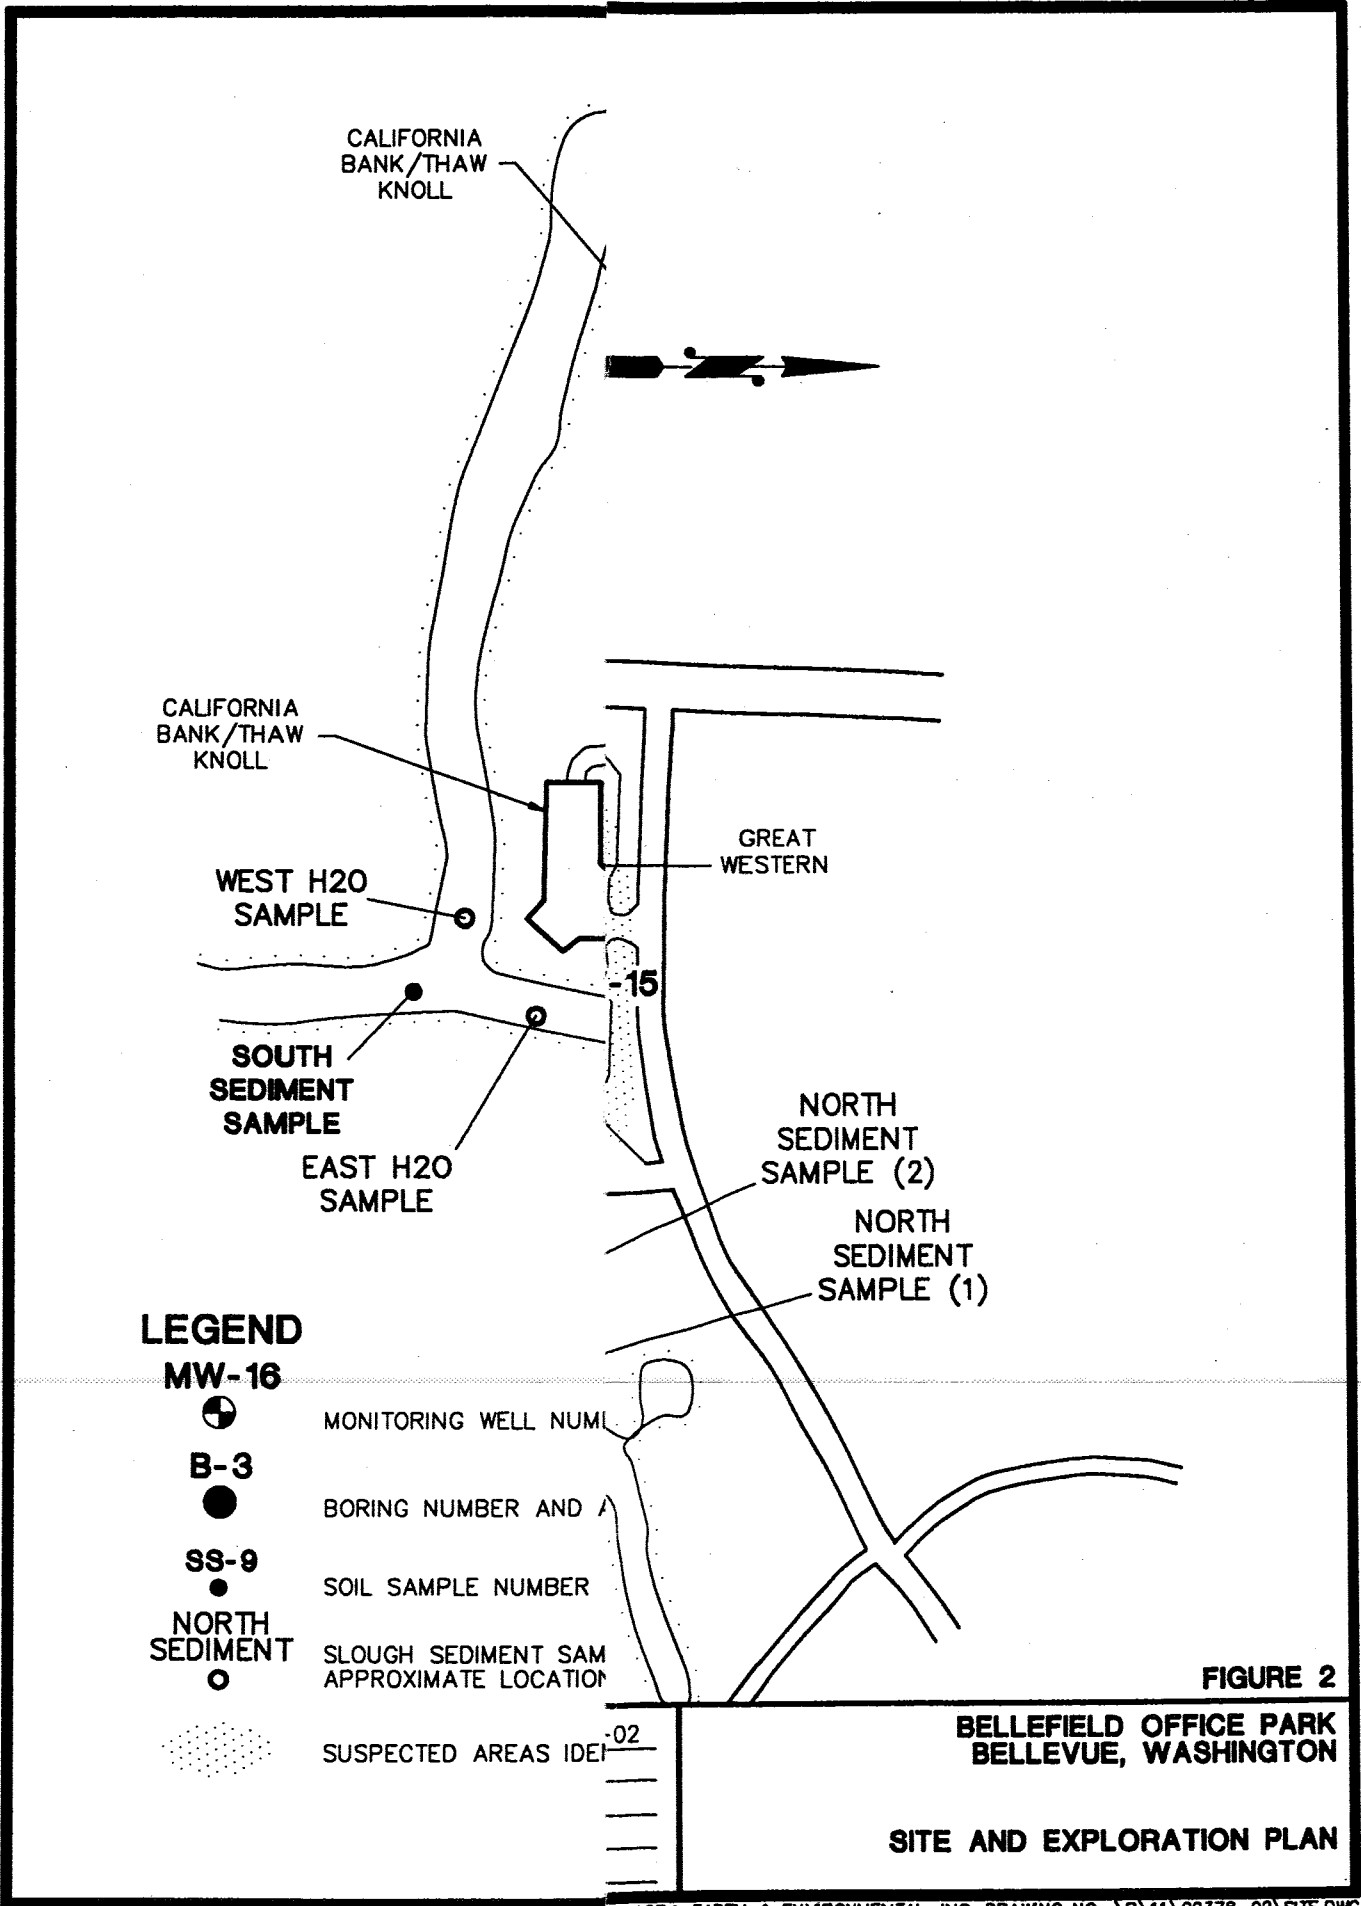 CALIFORNIA
BANK/THAW
KNOLL
CALIFORNIA
BANK/THAW
KNOLL
GREAT
WESTERN
WEST H2O
SAMPLE
-15
SOUTH
SEDIMENT
SAMPLE
EAST H2O
SAMPLE
NORTH
SEDIMENT
SAMPLE (2)
NORTH
SEDIMENT
SAMPLE (1)
LEGEND
MW-16
MONITORING WELL NUM
B-3
BORING NUMBER AND
SS-9
SOIL SAMPLE NUMBER
NORTH
SEDIMENT
SLOUGH SEDIMENT SAM
APPROXIMATE LOCATION
SUSPECTED AREAS IDE
-02
FIGURE 2
BELLEFIELD OFFICE PARK
BELLEVUE, WASHINGTON
SITE AND EXPLORATION PLAN